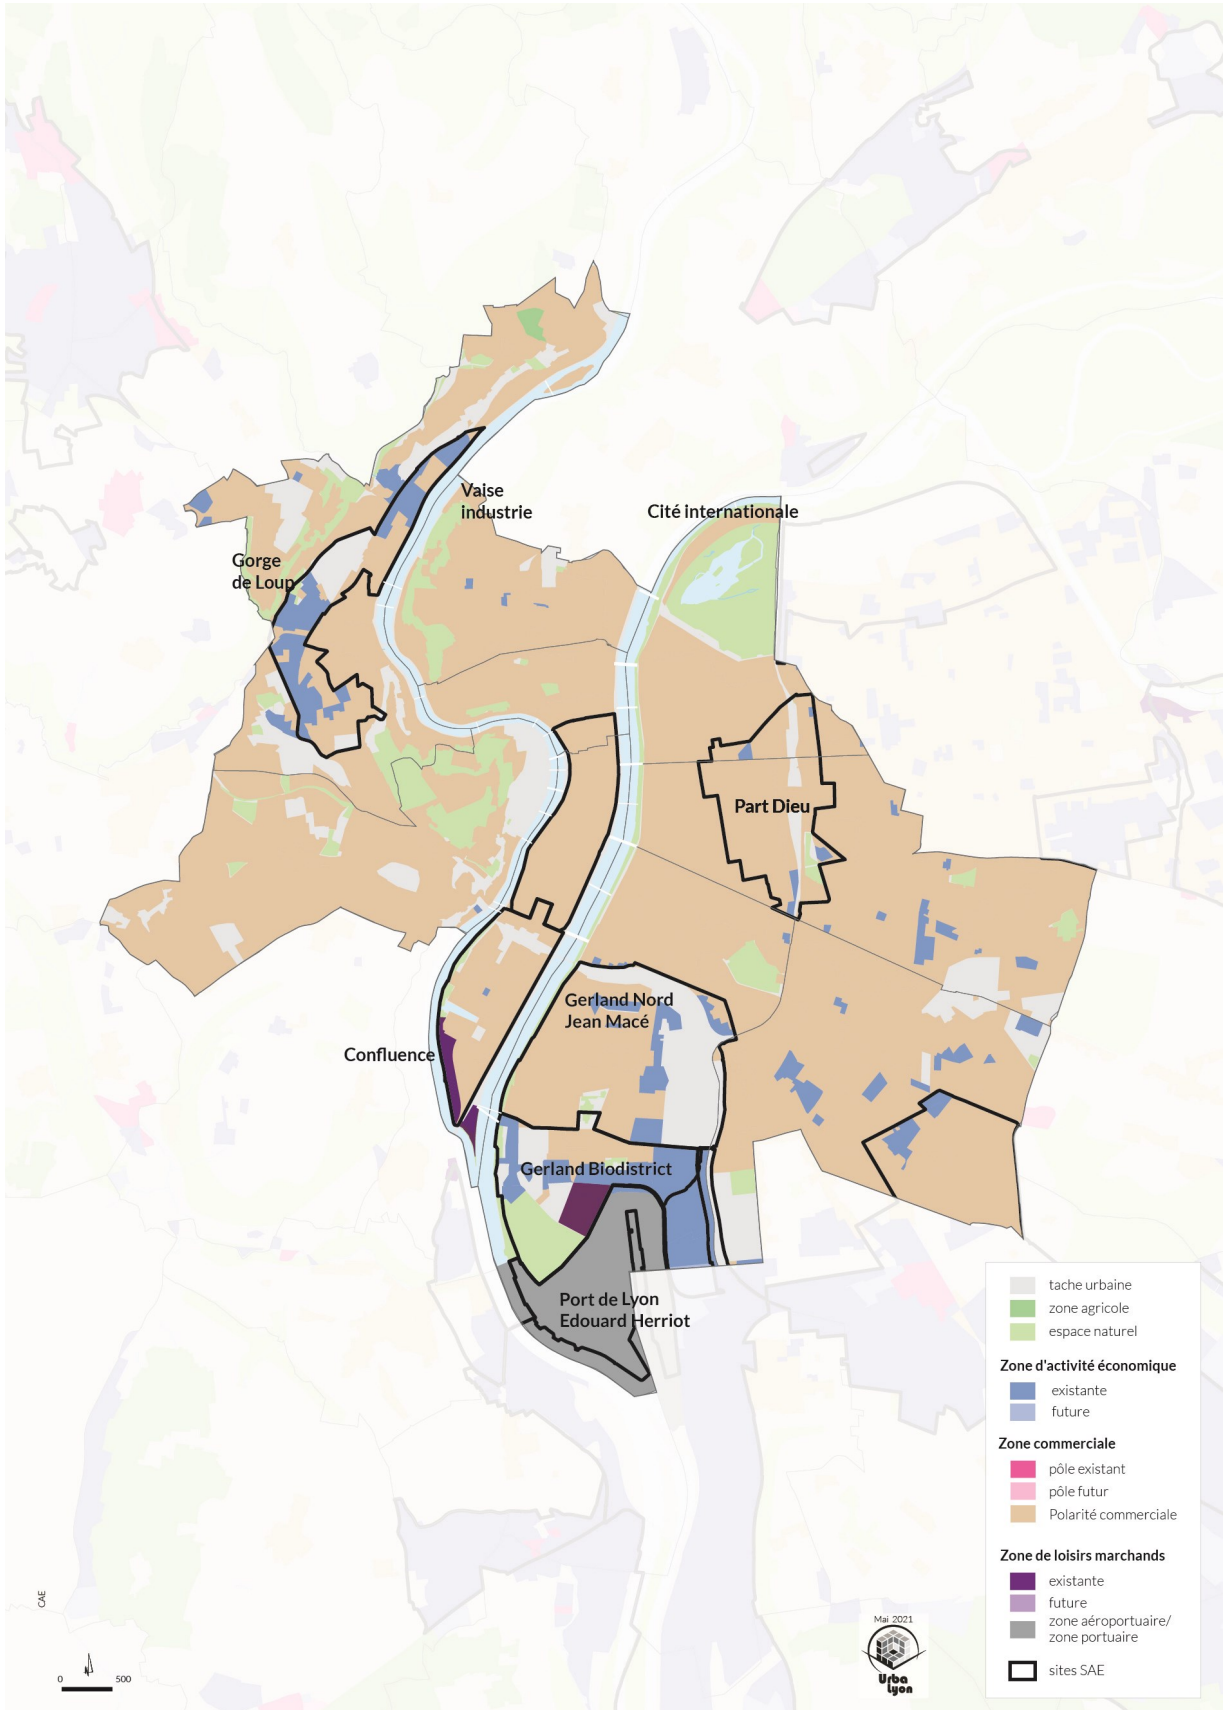 Vaise
industrie
Cité internationale
Gorge
de Loup
Part Dieu
Gerland Nord
Jean Macé
Confluence
Gerland Biodistrict
Port de Lyon
Edouard Herriot
tache urbaine
zone agricole
espace naturel
Zone d'activité économique
existante
future
Zone commerciale
pôle existant
pôle futur
Polarité commerciale
Zone de loisirs marchands
existante
future
zone aéroportuaire/
zone portuaire
sites SAE
CAE
0 500
Mai 2021
Urba
Lyon